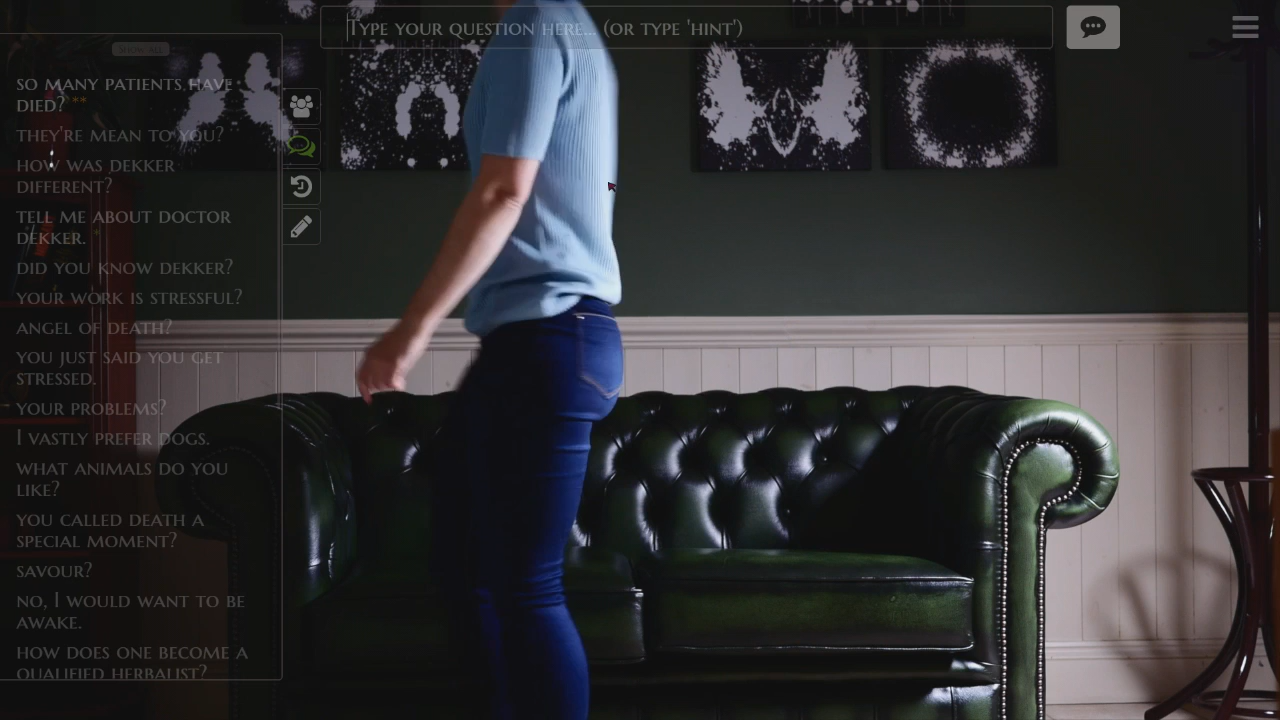 Type your question here... (or type 'hint')
Show all
So many patients have
died? **
They're mean to you?
How was Dekker
different?
Tell me about Doctor
Dekker.
Did you know Dekker?
Your work is stressful?
Angel of Death?
You just said you get
stressed.
Your problems?
I vastly prefer dogs.
What animals do you
like?
You called death a
special moment?
Savour?
No, I would want to be
awake.
How does one become a
qualified herbalist?